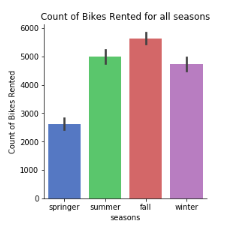 Count of Bikes Rented for all seasons
6000
5000
4000
3000
2000
1000
0
Count of Bikes Rented
springer summer fall winter
seasons